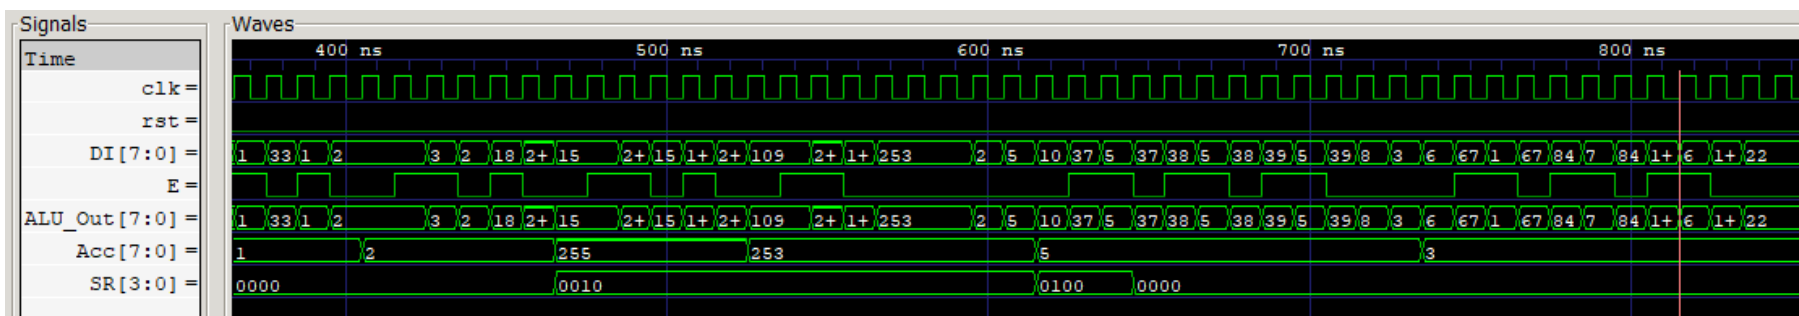 Signals Waves
Time 400 ns 500 ns 600 ns 700 ns 800 ns
clk=
rst=
DI[7:0]= 1 33 1 2 3 2 18 2+ 15 2+ 15 1+ 2+ 109 2+ 1+ 253 2 5 10 37 5 37 38 5 38 39 5 39 8 3 6 67 1 67 84 7 84 1+ 6 1+ 22
E=
ALU_Out[7:0]= 1 33 1 2 3 2 18 2+ 15 2+ 15 1+ 2+ 109 2+ 1+ 253 2 5 10 37 5 37 38 5 38 39 5 39 8 3 6 67 1 67 84 7 84 1+ 6 1+ 22
Acc[7:0]= 1 2 255 253 5 3
SR[3:0]= 0000 0010 0100 0000